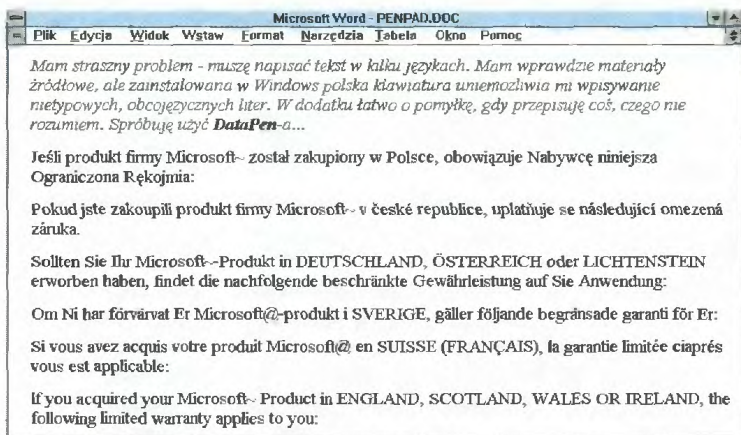 Microsoft Word - PENPAD.DOC
Plik Edycja Widok Wstaw Format Narzędzia Tabela Okno Pomoc
Mam straszny problem - muszę napisać tekst w kilku językach. Mam wprawdzie materiały
źródłowe, ale zainstalowana w Windows polska klawiatura uniemożliwia mi wpisywanie
nietypowych, obcojęzycznych liter. W dodatku łatwo o pomyłkę, gdy przepisuję coś, czego nie
rozumiem. Spróbuję użyć DataPen-a...
Jeśli produkt firmy Microsoft~ został zakupiony w Polsce, obowiązuje Nabywcę niniejsza
Ograniczona Rękojmia:
Pokud jste zakoupili produkt firmy Microsoft~ v české republice, uplatňuje se následující omezená
záruka.
Sollten Sie Ihr Microsoft~-Produkt in DEUTSCHLAND, ÖSTERREICH oder LICHTENSTEIN
erworben haben, findet die nachfolgende beschränkte Gewährleistung auf Sie Anwendung:
Om Ni har förvärvat Er Microsoft@-produkt i SVERIGE, gäller följande begränsade garanti för Er:
Si vous avez acquis votre produit Microsoft@ en SUISSE (FRANÇAIS), la garantie limitée ciaprés
vous est applicable:
If you acquired your Microsoft~ Product in ENGLAND, SCOTLAND, WALES OR IRELAND, the
following limited warranty applies to you: